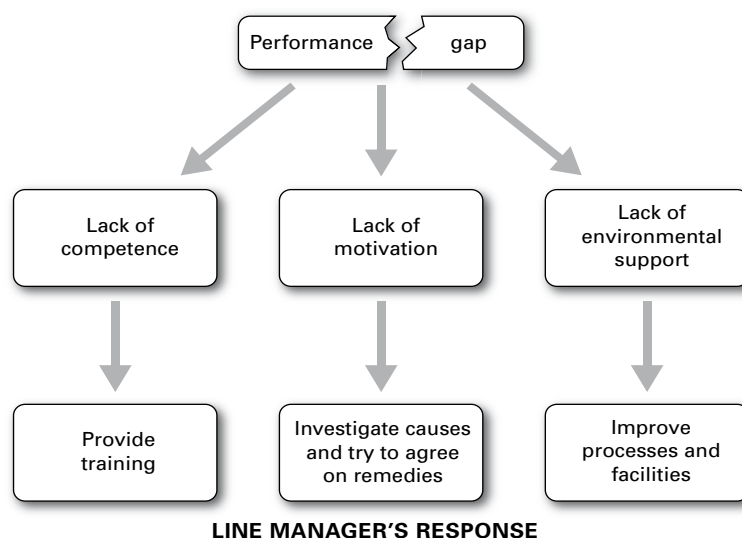 Performance gap
Lack of
competence
Lack of
motivation
Lack of
environmental
support
Provide
training
Investigate causes
and try to agree
on remedies
Improve
processes and
facilities
LINE MANAGER’S RESPONSE